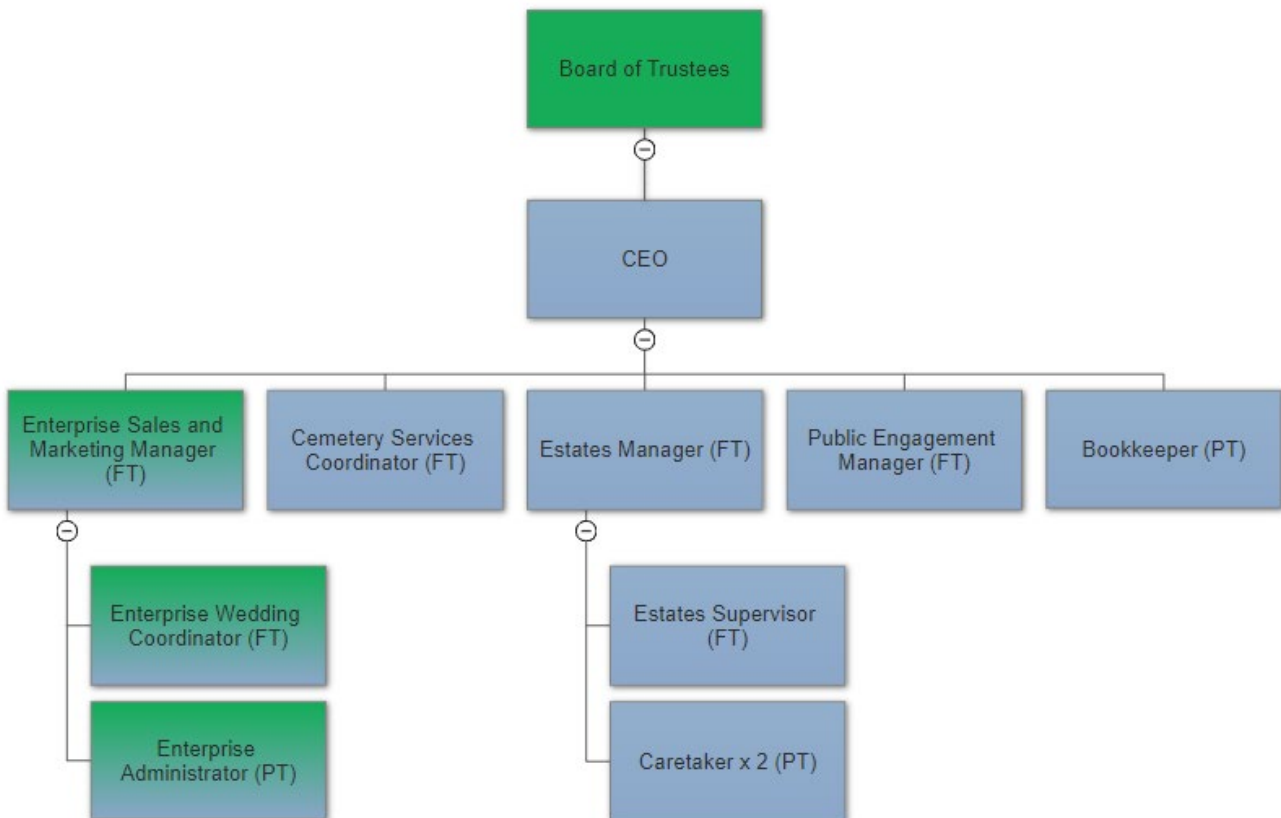 Board of Trustees
CEO
Enterprise Sales and
Marketing Manager
(FT)
Cemetery Services
Coordinator (FT)
Estates Manager (FT)
Public Engagement
Manager (FT)
Bookkeeper (PT)
Enterprise Wedding
Coordinator (FT)
Enterprise
Administrator (PT)
Estates Supervisor
(FT)
Caretaker x 2 (PT)